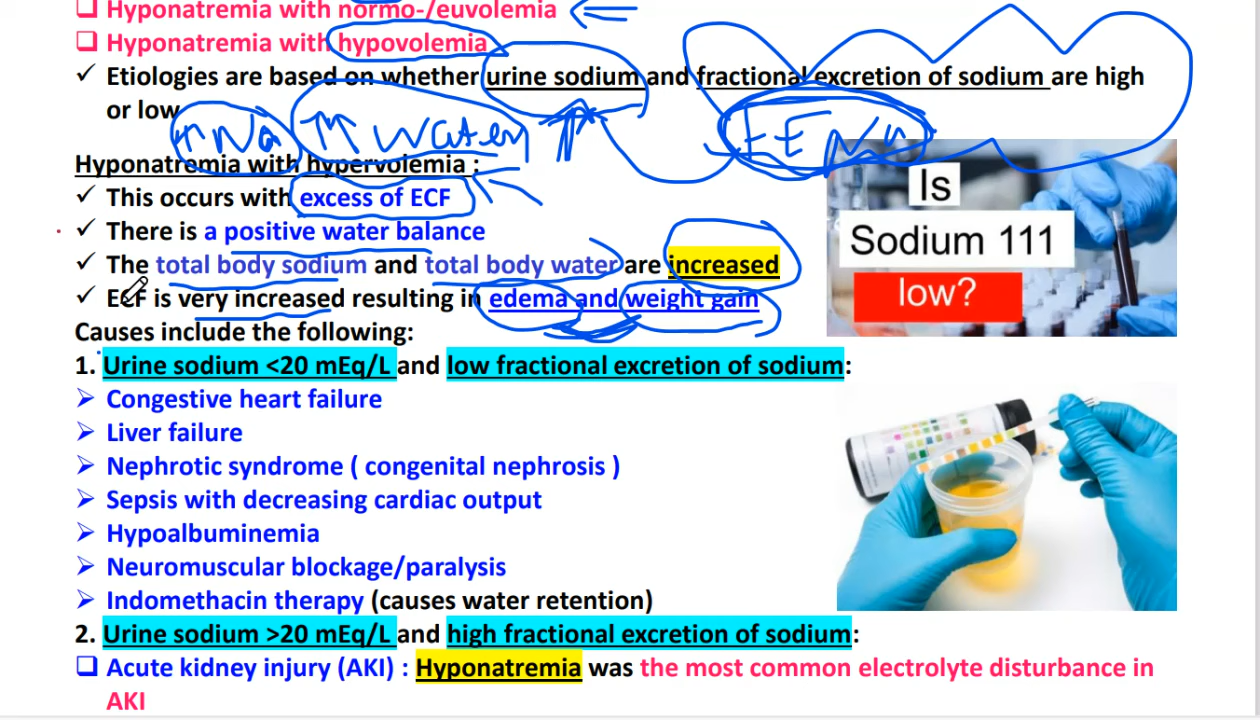 ❑ Hyponatremia with normo-/euvolemia
❑ Hyponatremia with hypovolemia
✓ Etiologies are based on whether urine sodium and fractional excretion of sodium are high
or low
↑ Na ↑↑ Water ↑↑ FE Na
Hyponatremia with hypervolemia :
✓ This occurs with excess of ECF
✓ There is a positive water balance
✓ The total body sodium and total body water are increased
✓ ECF is very increased resulting in edema and weight gain
Causes include the following:
1. Urine sodium <20 mEq/L and low fractional excretion of sodium:
➢ Congestive heart failure
➢ Liver failure
➢ Nephrotic syndrome ( congenital nephrosis )
➢ Sepsis with decreasing cardiac output
➢ Hypoalbuminemia
➢ Neuromuscular blockage/paralysis
➢ Indomethacin therapy (causes water retention)
2. Urine sodium >20 mEq/L and high fractional excretion of sodium:
❑ Acute kidney injury (AKI) : Hyponatremia was the most common electrolyte disturbance in
AKI
Is
Sodium 111
low?